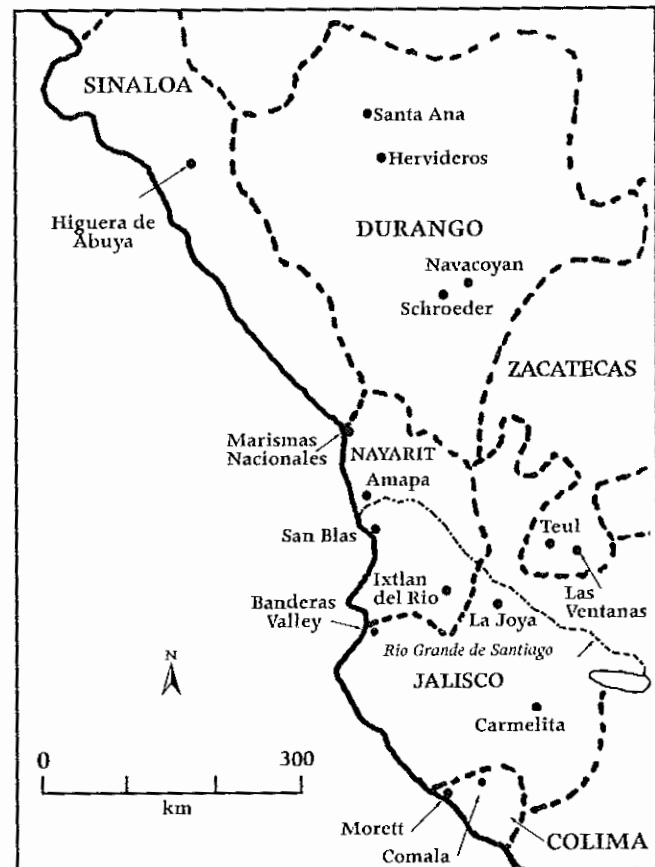 SINALOA
Santa Ana
Hervideros
Higuera de
Abuya
DURANGO
Navacoyan
Schroeder
ZACATECAS
Marismas
Nacionales
NAYARIT
Amapa
San Blas
Teul
Ixtlan
del Rio
Las
Ventanas
Banderas
Valley
La Joya
Rio Grande de Santiago
N
JALISCO
Carmelita
0 300
km
Morett
COLIMA
Comala